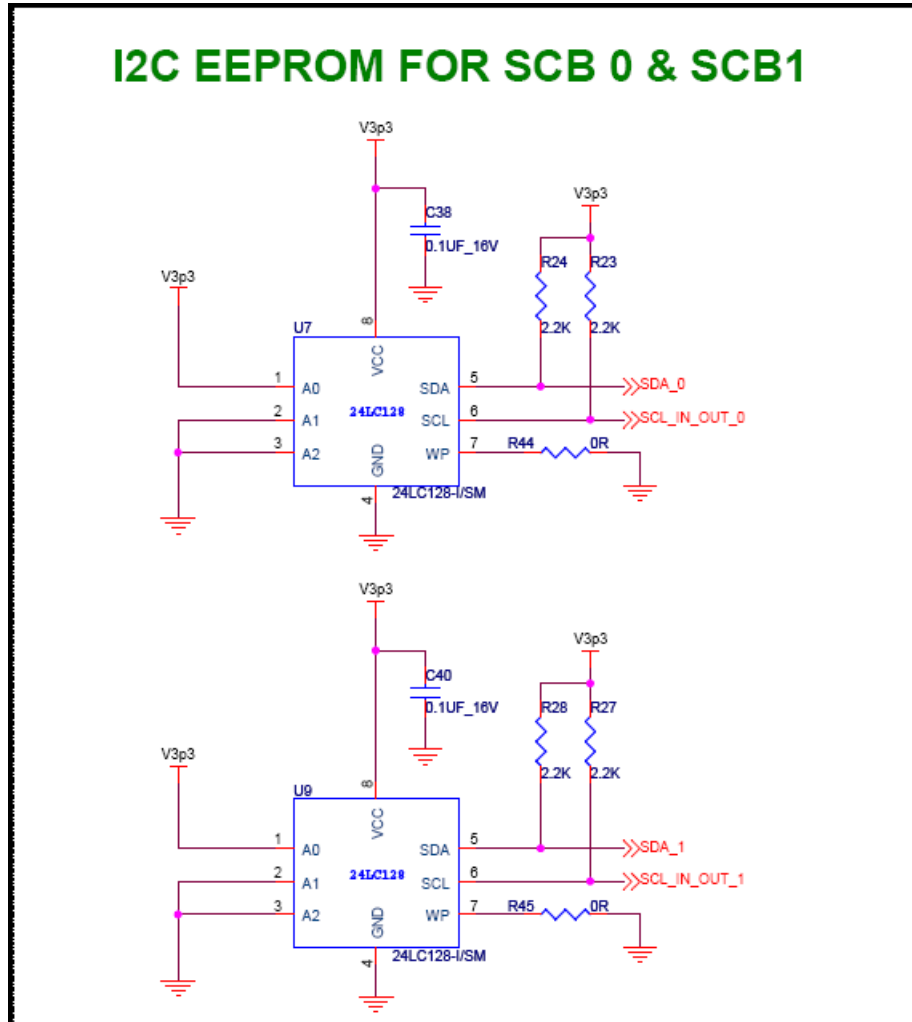 I2C EEPROM FOR SCB 0 & SCB1
V3p3
V3p3
C38
0.1UF_16V
R24 R23
V3p3
2.2K 2.2K
U7
8
VCC
1 A0 SDA 5 SDA_0
2 A1 24LC128 SCL 6 SCL_IN_OUT_0
3 A2 GND WP 7 R44 0R
4 24LC128-I/SM
V3p3
V3p3
C40
0.1UF_16V
R28 R27
V3p3
2.2K 2.2K
U9
8
VCC
1 A0 SDA 5 SDA_1
2 A1 24LC128 SCL 6 SCL_IN_OUT_1
3 A2 GND WP 7 R45 0R
4 24LC128-I/SM